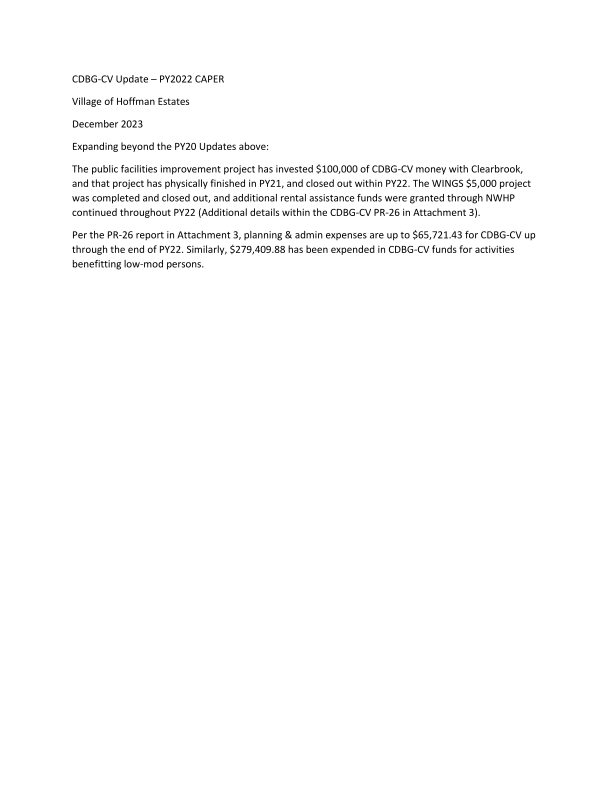 CDBG-CV Update – PY2022 CAPER
Village of Hoffman Estates
December 2023
Expanding beyond the PY20 Updates above:
The public facilities improvement project has invested $100,000 of CDBG-CV money with Clearbrook,
and that project has physically finished in PY21, and closed out within PY22. The WINGS $5,000 project
was completed and closed out, and additional rental assistance funds were granted through NWHP
continued throughout PY22 (Additional details within the CDBG-CV PR-26 in Attachment 3).
Per the PR-26 report in Attachment 3, planning & admin expenses are up to $65,721.43 for CDBG-CV up
through the end of PY22. Similarly, $279,409.88 has been expended in CDBG-CV funds for activities
benefitting low-mod persons.